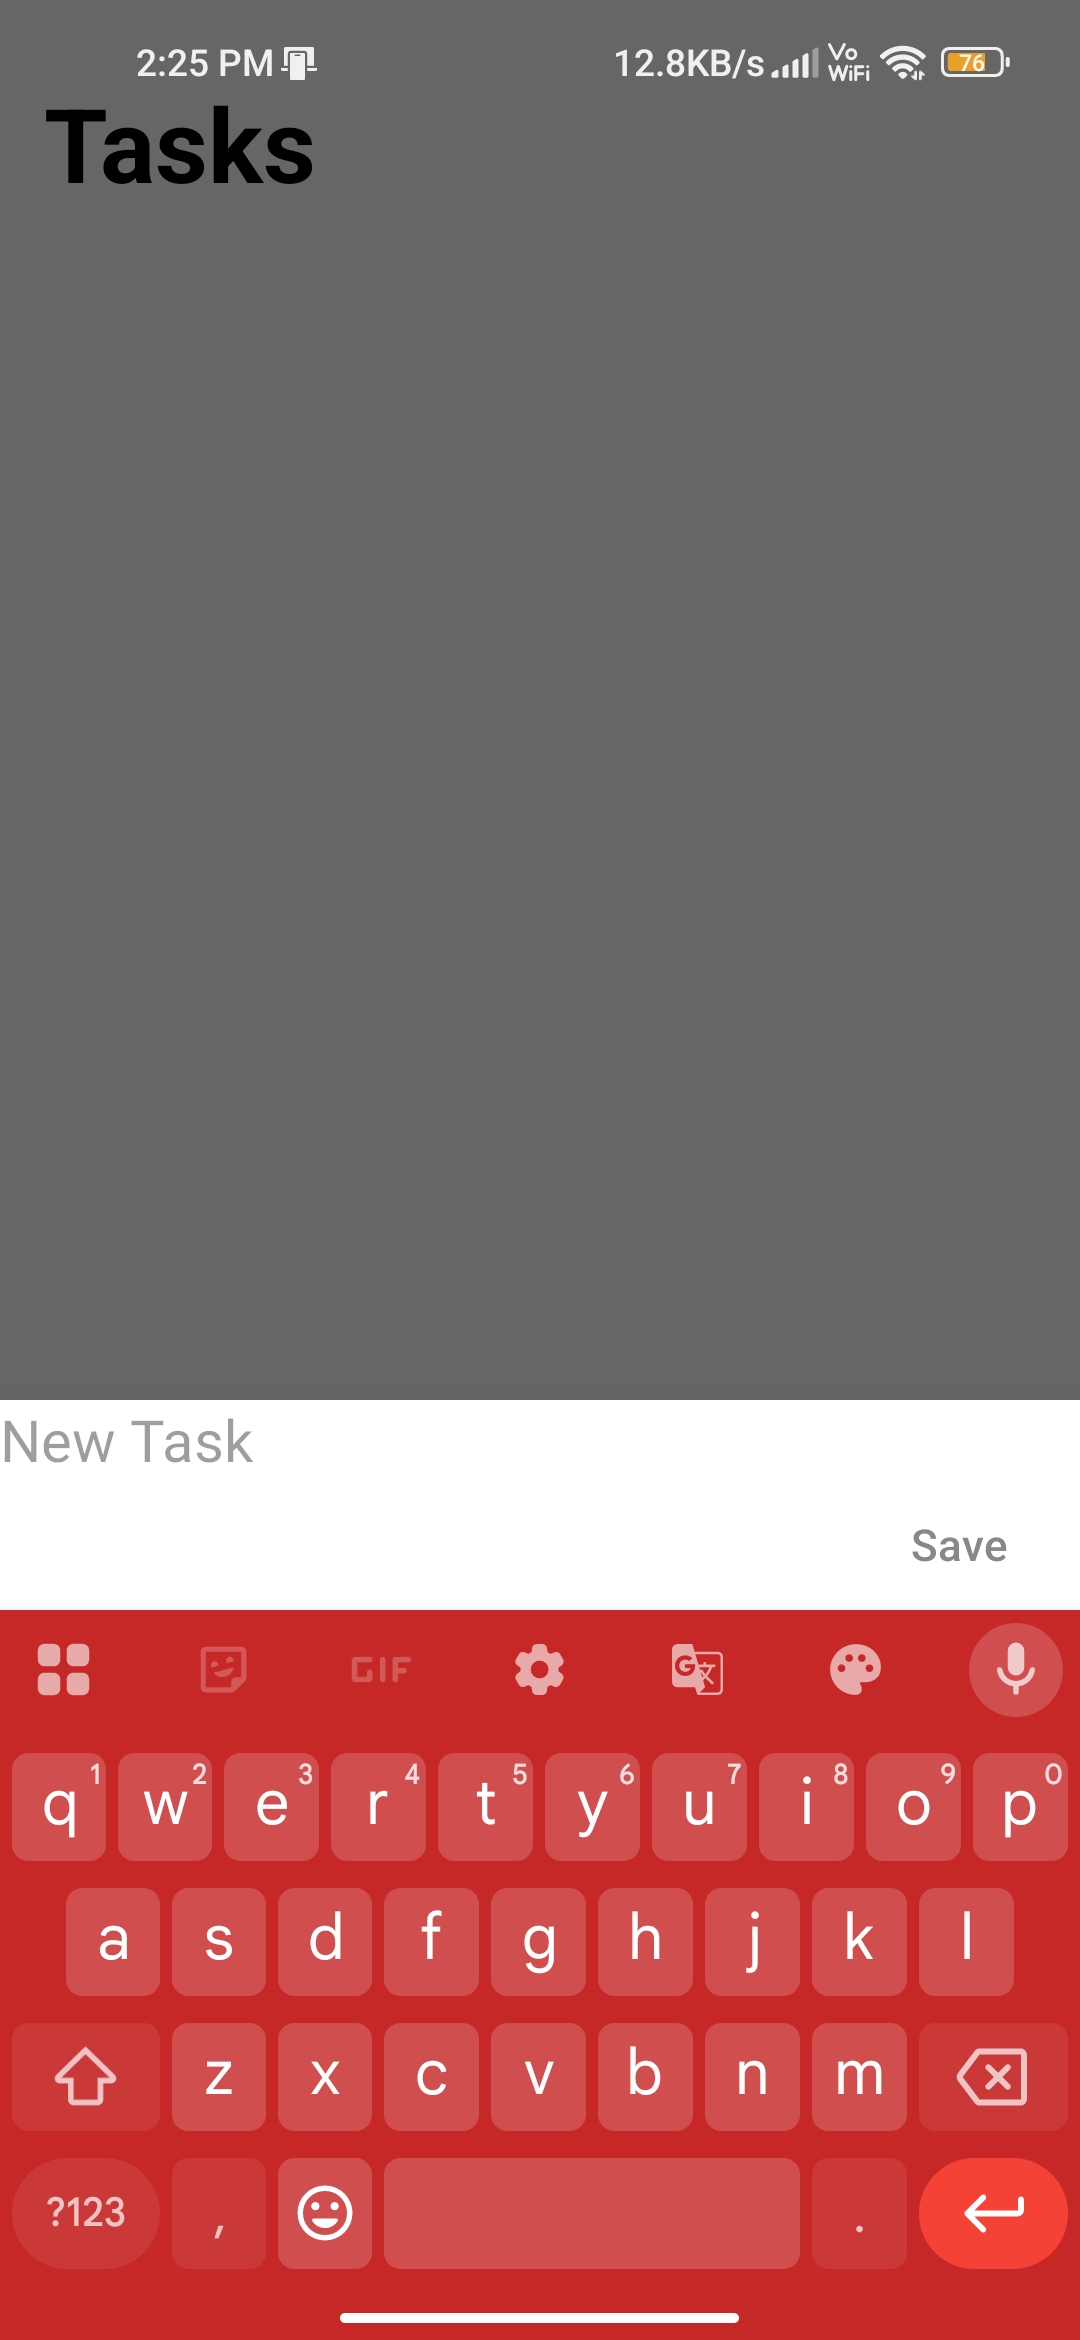 2:25 PM 12.8KB/s Vo WiFi 76
Tasks
New Task
Save
GIF G 文
q 1 w 2 e 3 r 4 t 5 y 6 u 7 i 8 o 9 p 0
a s d f g h j k l
z x c v b n m
?123 , .